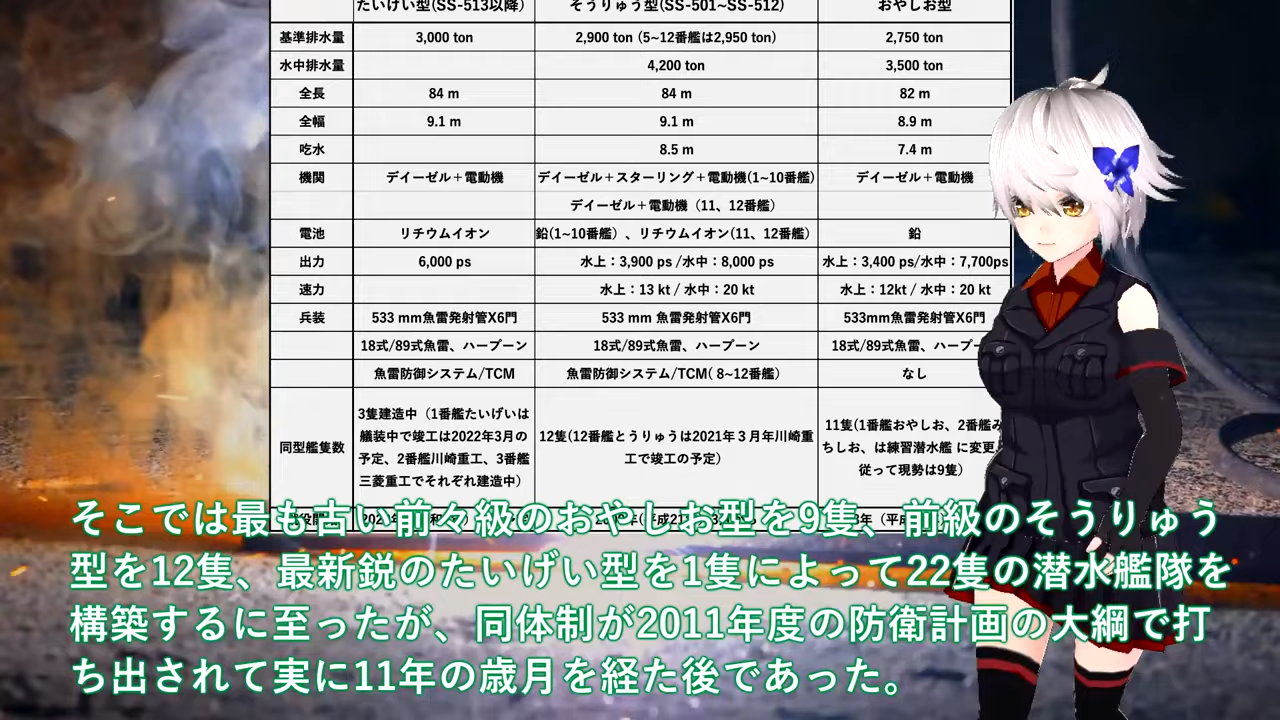 たいげい型(SS-513以降) そうりゅう型(SS-501~SS-512) おやしお型
基準排水量 3,000 ton 2,900 ton (5~12番艦は2,950 ton) 2,750 ton
水中排水量 4,200 ton 3,500 ton
全長 84 m 84 m 82 m
全幅 9.1 m 9.1 m 8.9 m
吃水 8.5 m 7.4 m
機関 デイーゼル＋電動機 デイーゼル＋スターリング＋電動機(1~10番艦) デイーゼル＋電動機
デイーゼル＋電動機（11、12番艦）
電池 リチウムイオン 鉛(1~10番艦）、リチウムイオン(11、12番艦） 鉛
出力 6,000 ps 水上：3,900 ps /水中：8,000 ps 水上：3,400 ps/水中：7,700ps
速力 水上：13 kt / 水中：20 kt 水上：12kt / 水中：20 kt
兵装 533 mm魚雷発射管X6門 533 mm 魚雷発射管X6門 533mm魚雷発射管X6門
18式/89式魚雷、ハープーン 18式/89式魚雷、ハープーン 18式/89式魚雷、ハープー
魚雷防御システム/TCM 魚雷防御システム/TCM( 8~12番艦） なし
同型艦隻数
3隻建造中（1番艦たいげいは
艤装中で竣工は2022年3月の
予定、2番艦川崎重工、3番艦
三菱重工でそれぞれ建造中）
12隻(12番艦とうりゅうは2021年３月年川崎重
工で竣工の予定)
11隻(1番艦おやしお、2番艦み
ちしお、は練習潜水艦 に変更
従って現勢は9隻)
そこでは最も古い前々級のおやしお型を9隻、前級のそうりゅう
型を12隻、最新鋭のたいげい型を1隻によって22隻の潜水艦隊を
構築するに至ったが、同体制が2011年度の防衛計画の大綱で打
ち出されて実に11年の歳月を経た後であった。